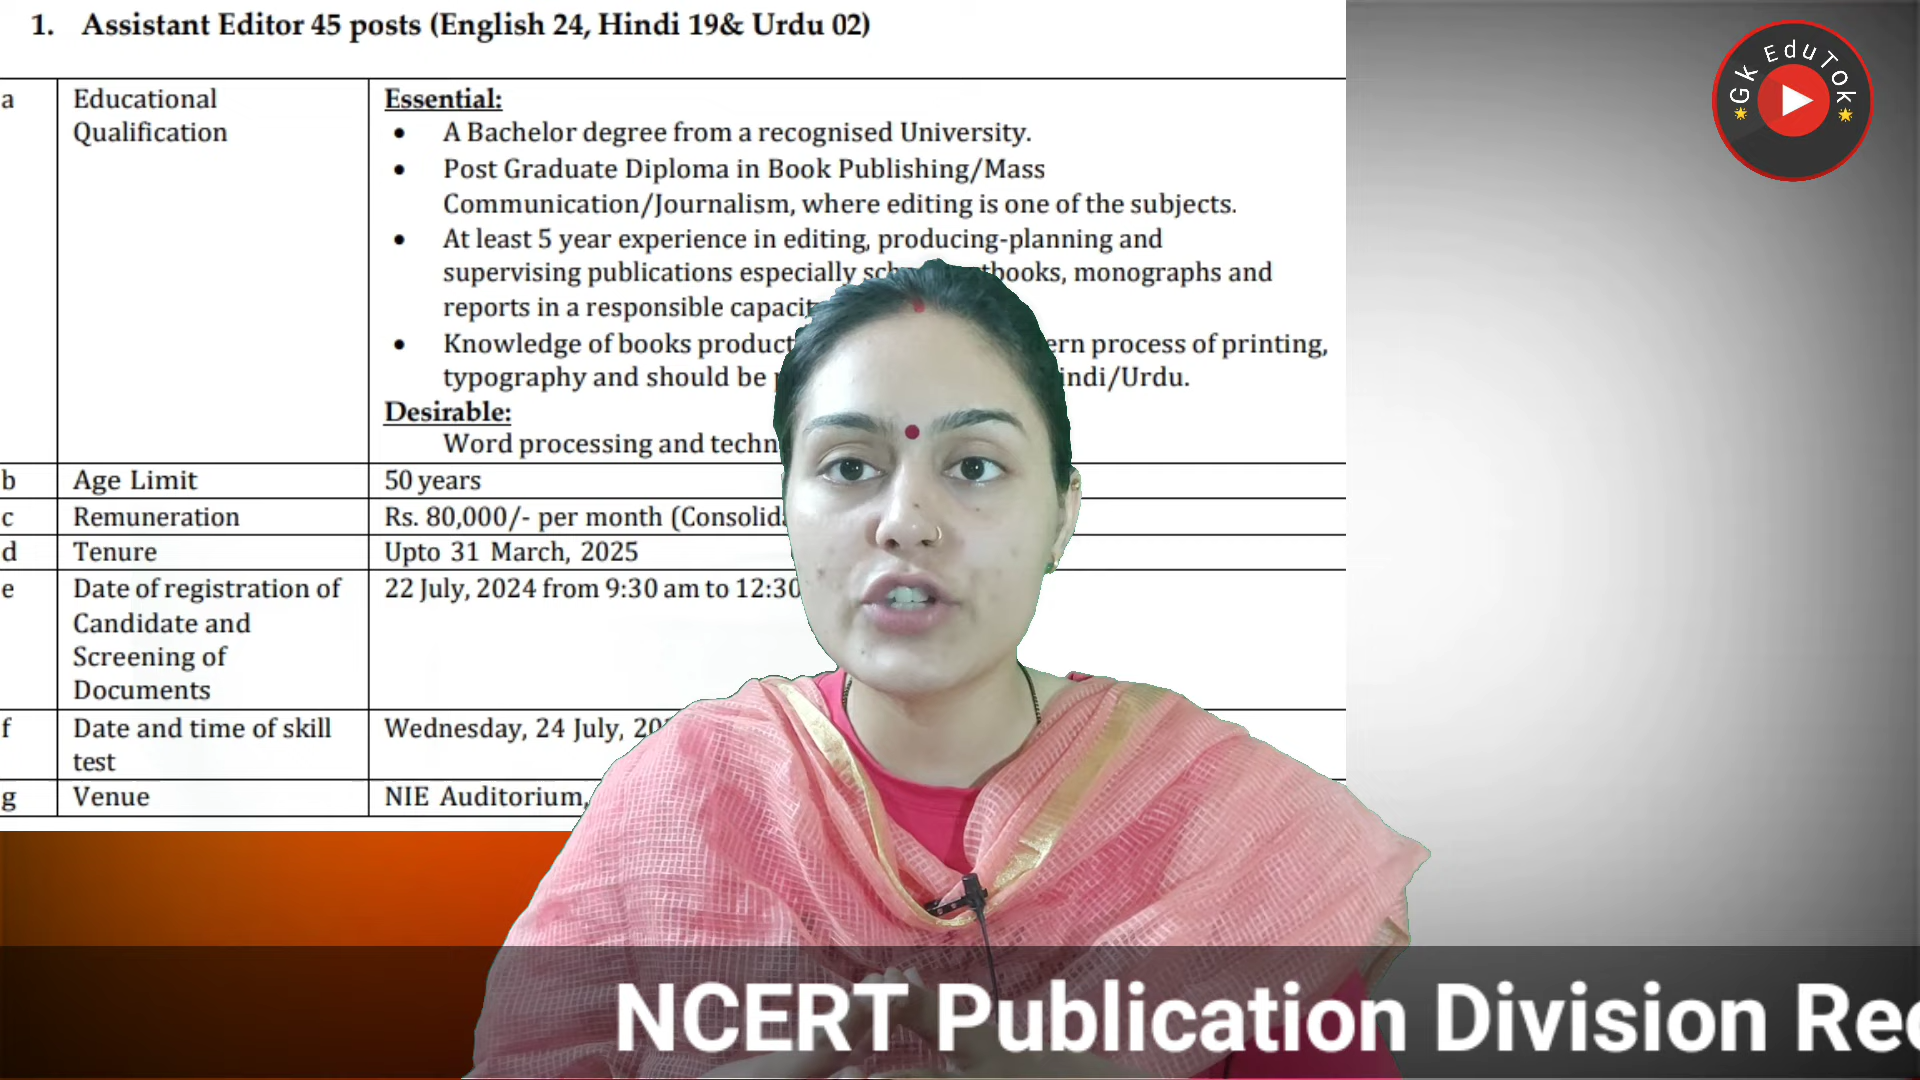 1. Assistant Editor 45 posts (English 24, Hindi 19& Urdu 02)
a Educational Qualification
Essential:
• A Bachelor degree from a recognised University.
• Post Graduate Diploma in Book Publishing/Mass
Communication/Journalism, where editing is one of the subjects.
• At least 5 year experience in editing, producing-planning and
supervising publications especially monographs and
reports in a responsible
• Knowledge of books process of printing,
typography and should be
Desirable:
Word processing and
b Age Limit 50 years
c Remuneration Rs. 80,000/- per month
d Tenure Upto 31 March, 2025
e Date of registration of
Candidate and
Screening of
Documents
22 July, 2024 from 9:30 am to 12:30
f Date and time of skill
test
Wednesday, 24 July,
g Venue NIE Auditorium,
Gk EduTok
NCERT Publication Division